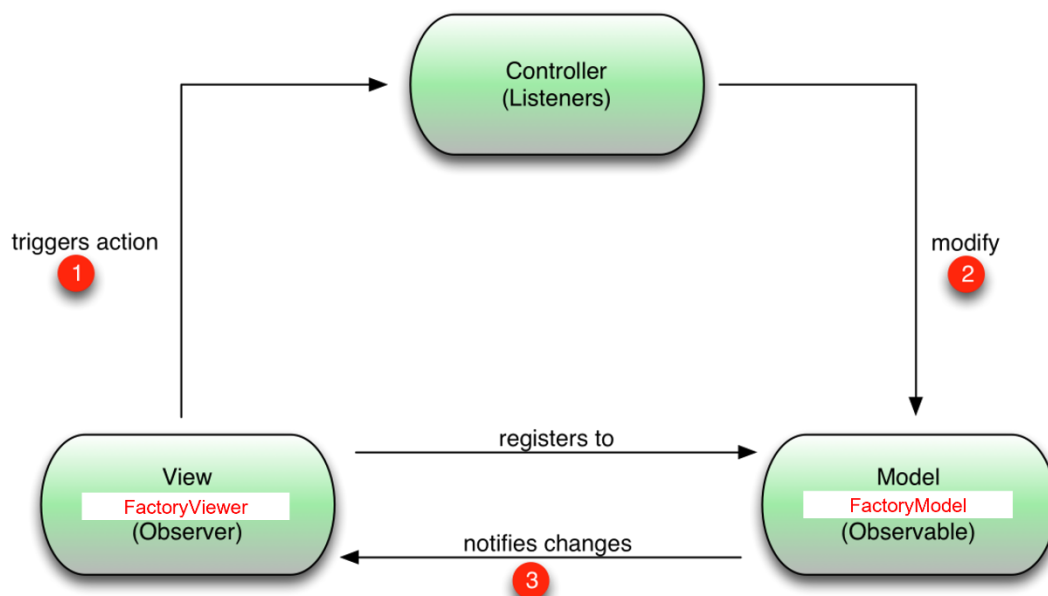 Controller
(Listeners)
triggers action
1
modify
2
registers to
View
FactoryViewer
(Observer)
Model
FactoryModel
(Observable)
notifies changes
3